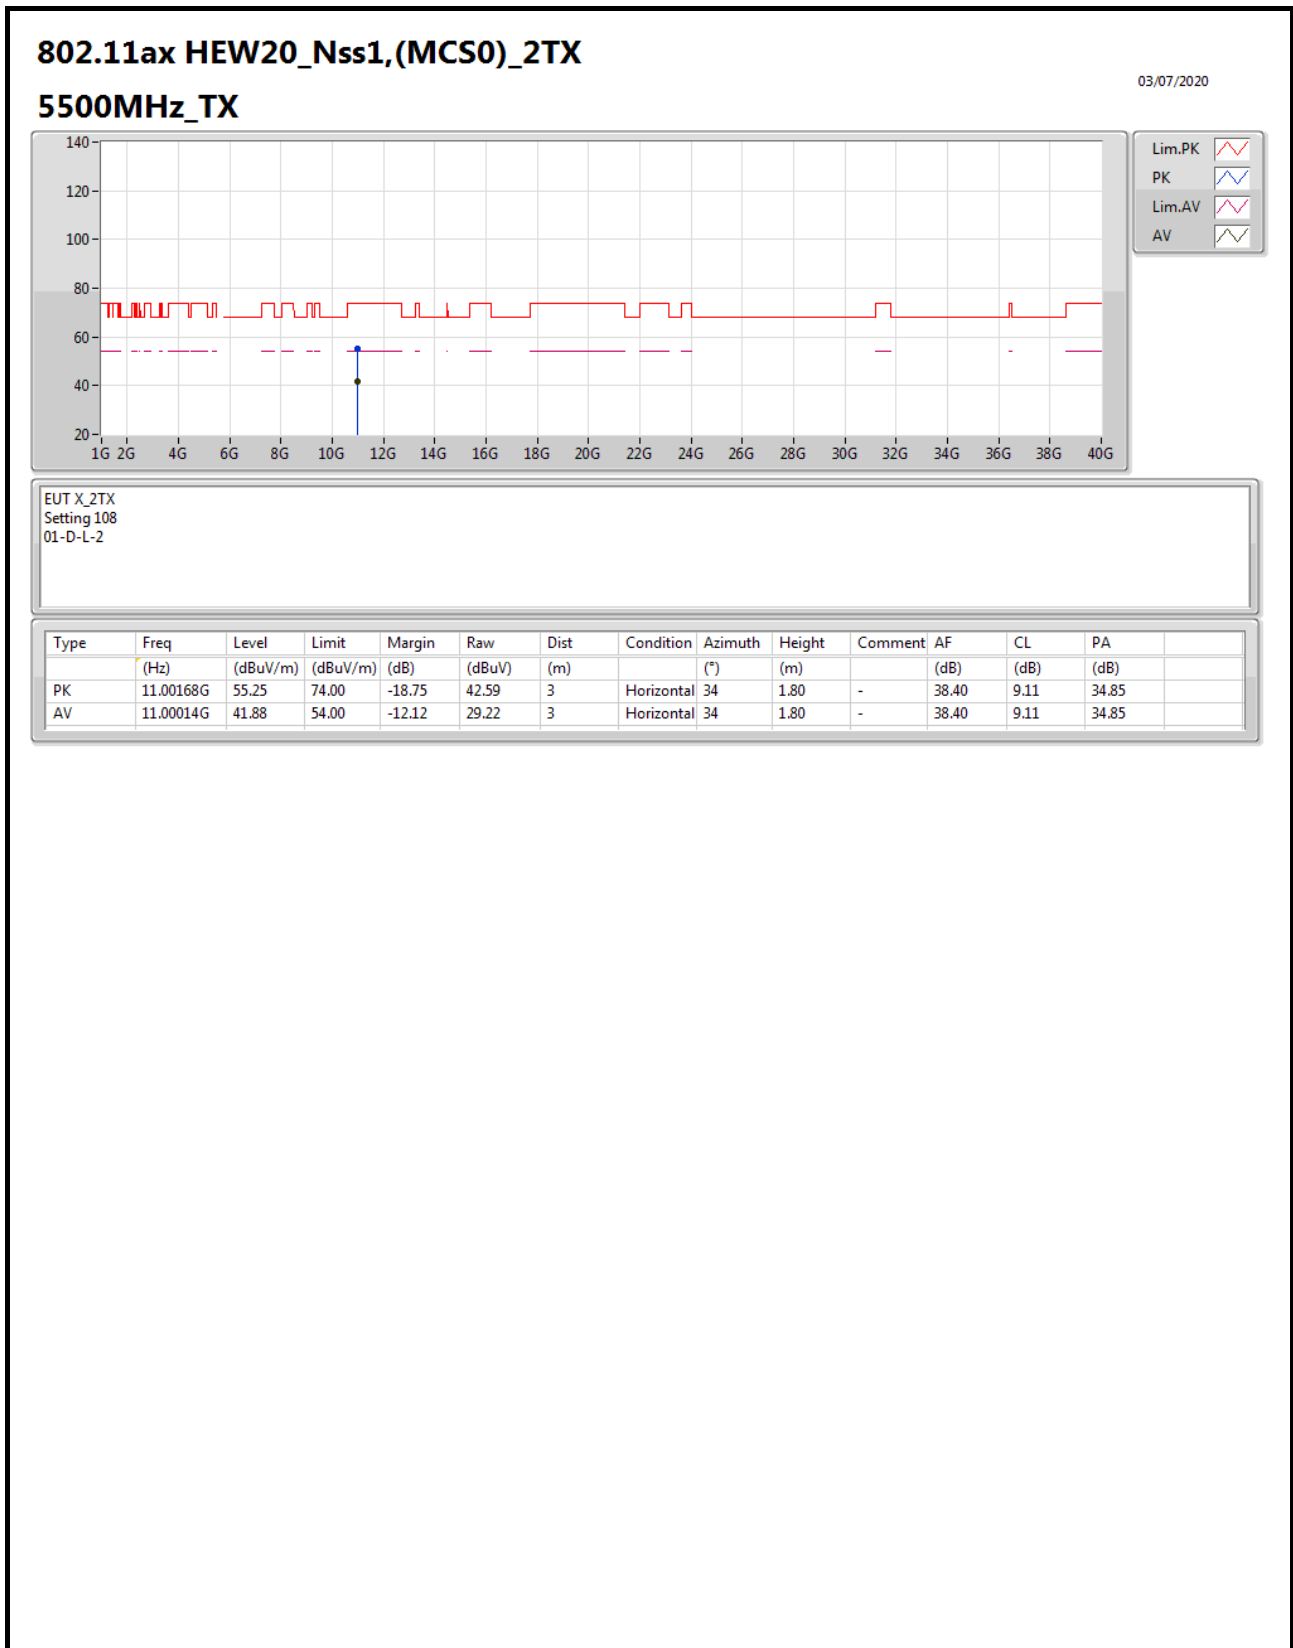 802.11ax HEW20_Nss1,(MCS0)_2TX
03/07/2020
5500MHz_TX
140
120
100
80
60
40
20
1G 2G 4G 6G 8G 10G 12G 14G 16G 18G 20G 22G 24G 26G 28G 30G 32G 34G 36G 38G 40G
Lim.PK
PK
Lim.AV
AV
EUT X_2TX
Setting 108
01-D-L-2
Type Freq Level Limit Margin Raw Dist Condition Azimuth Height Comment AF CL PA
(Hz) (dBuV/m) (dBuV/m) (dB) (dBuV) (m) (°) (m) (dB) (dB) (dB)
PK 11.00168G 55.25 74.00 -18.75 42.59 3 Horizontal 34 1.80 - 38.40 9.11 34.85
AV 11.00014G 41.88 54.00 -12.12 29.22 3 Horizontal 34 1.80 - 38.40 9.11 34.85